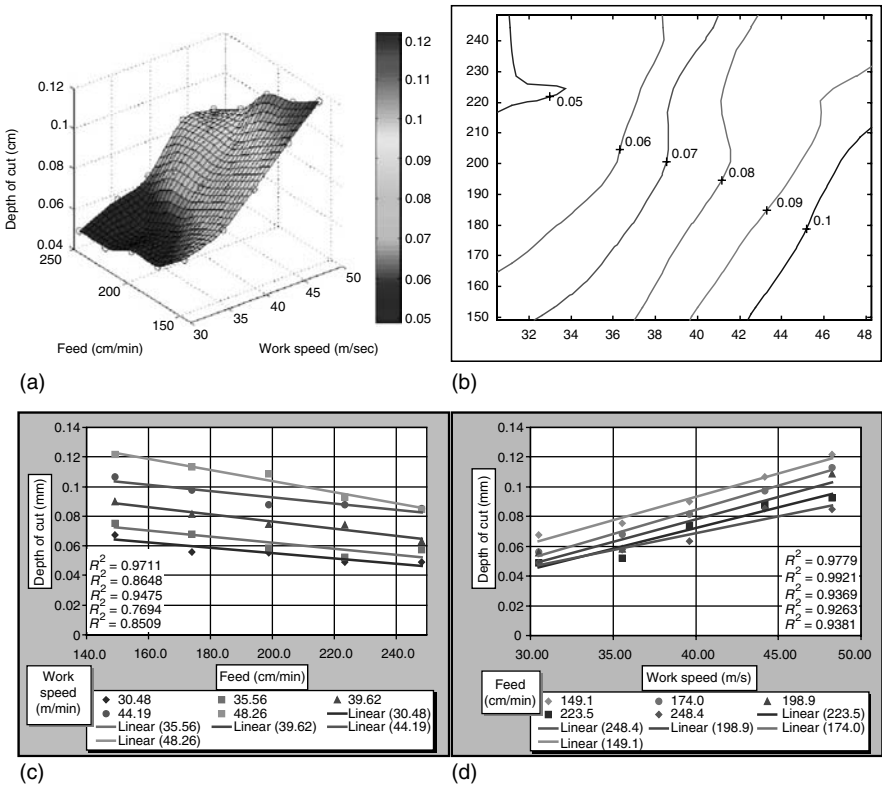 0.12
0.1
0.08
0.06
0.04
Depth of cut (cm)
250
200
150
Feed (cm/min)
30
35
40
45
50
Work speed (m/sec)
0.12
0.11
0.1
0.09
0.08
0.07
0.06
0.05
(a)
240
230
220
210
200
190
180
170
160
150
0.05
0.06
0.07
0.08
0.09
0.1
32 34 36 38 40 42 44 46 48
(b)
0.14
0.12
0.1
0.08
0.06
0.04
0.02
0
Depth of cut (mm)
R² = 0.9711
R² = 0.8648
R² = 0.9475
R² = 0.7694
R² = 0.8509
140.0 160.0 180.0 200.0 220.0 240.0
Work speed (m/min)
Feed (cm/min)
30.48 35.56 39.62
44.19 48.26 Linear (30.48)
Linear (35.56) Linear (39.62) Linear (44.19)
Linear (48.26)
(c)
0.14
0.12
0.1
0.08
0.06
0.04
0.02
0
Depth of cut (mm)
R² = 0.9779
R² = 0.9921
R² = 0.9369
R² = 0.9263
R² = 0.9381
30.00 35.00 40.00 45.00 50.00
Feed (cm/min)
Work speed (m/s)
149.1 174.0 198.9
223.5 248.4 Linear (223.5)
Linear (248.4) Linear (198.9) Linear (174.0)
Linear (149.1)
(d)